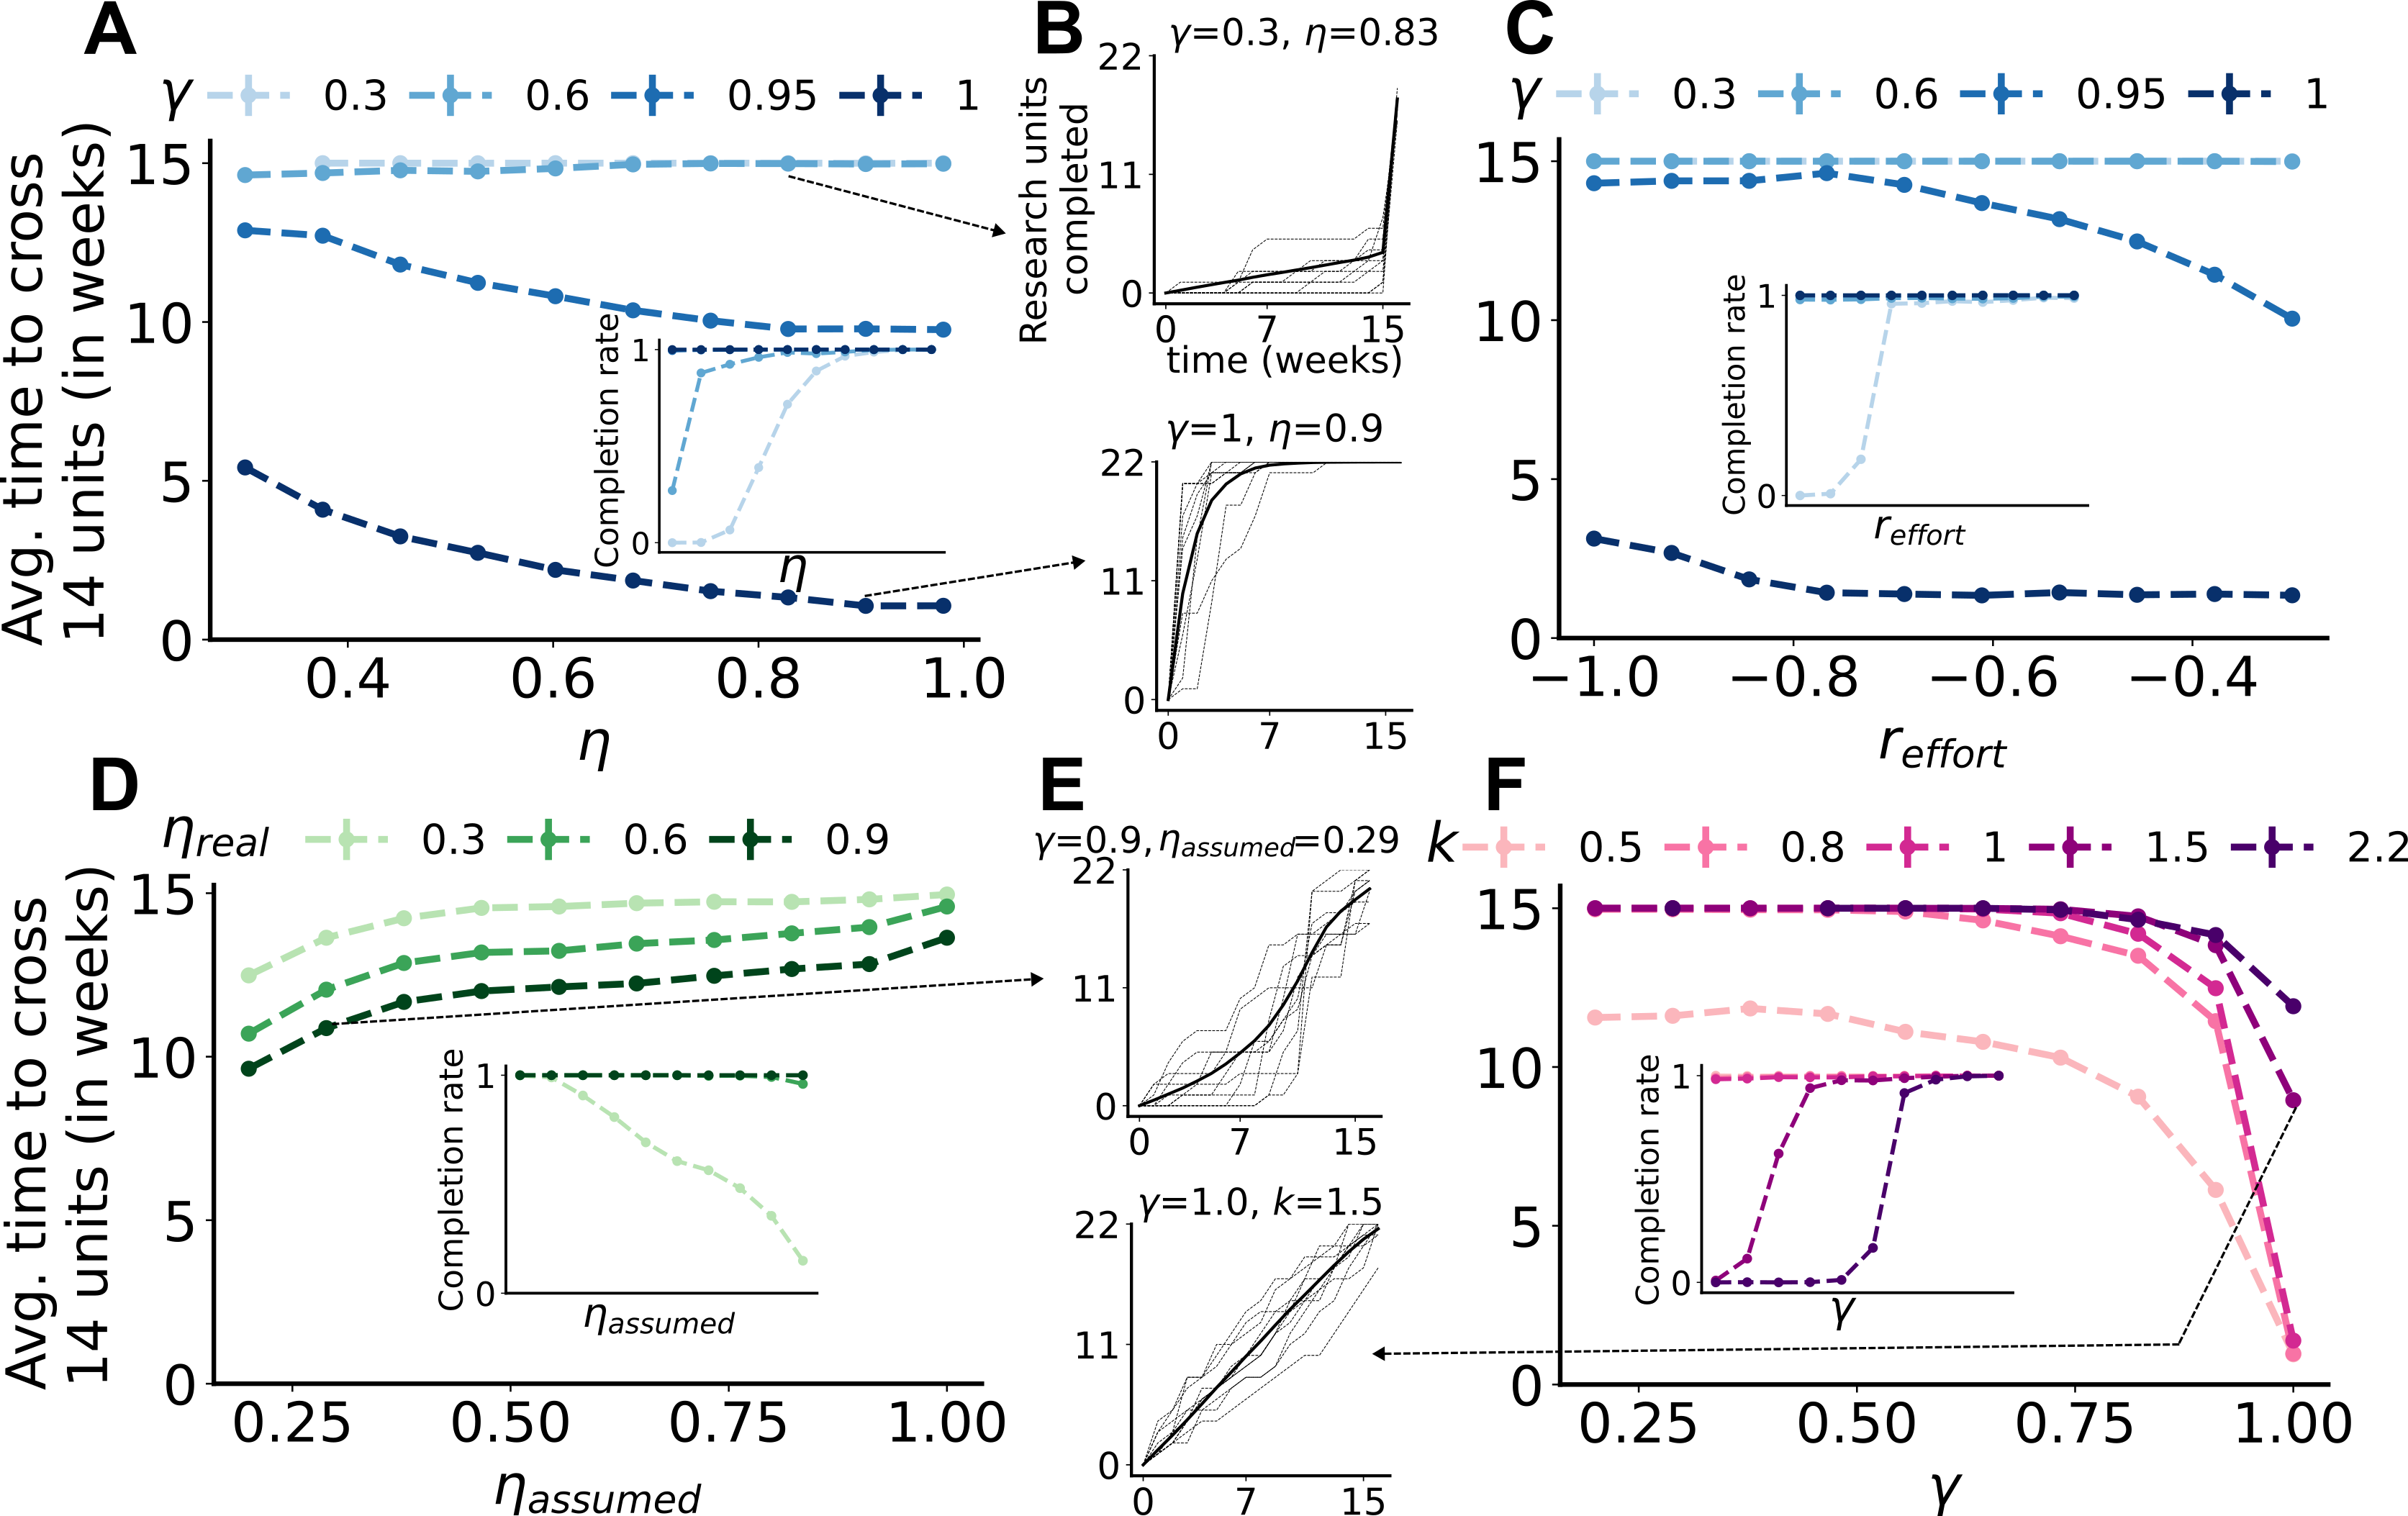 A
γ 0.3 0.6 0.95 1
Avg. time to cross
14 units (in weeks)
15
10
5
0
0.4 0.6 0.8 1.0
η
Completion rate
1
0
η
B
γ=0.3, η=0.83
Research units
completed
22
11
0
0 7 15
time (weeks)
γ=1, η=0.9
22
11
0
0 7 15
C
γ 0.3 0.6 0.95 1
15
10
5
0
−1.0 −0.8 −0.6 −0.4
r_effort
Completion rate
1
0
r_effort
D
η_real 0.3 0.6 0.9
Avg. time to cross
14 units (in weeks)
15
10
5
0
0.25 0.50 0.75 1.00
η_assumed
Completion rate
1
0
η_assumed
E
γ=0.9, η_assumed=0.29
22
11
0
0 7 15
γ=1.0, k=1.5
22
11
0
0 7 15
F
k 0.5 0.8 1 1.5 2.2
15
10
5
0
0.25 0.50 0.75 1.00
γ
Completion rate
1
0
γ